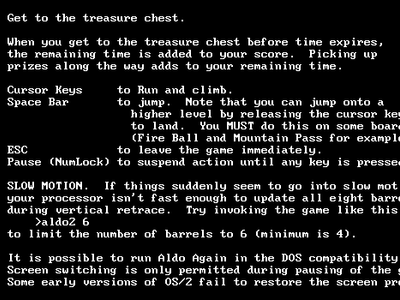 Get to the treasure chest.
When you get to the treasure chest before time expires,
the remaining time is added to your score.  Picking up
prizes along the way adds to your remaining time.
Cursor Keys     to Run and climb.
Space Bar       to jump.  Note that you can jump onto a
higher level by releasing the cursor
to land.  You MUST do this on some
(Fire Ball and Mountain Pass for
ESC             to leave the game immediately.
Pause (NumLock) to suspend action until any key is
SLOW MOTION.  If things suddenly seem to go into slow
your processor isn't fast enough to update all eight
during vertical retrace.  Try invoking the game like this
>aldo2 6
to limit the number of barrels to 6 (minimum is 4).
It is possible to run Aldo Again in the DOS compatibility
Screen switching is only permitted during pausing of the
Some early versions of OS/2 fail to restore the screen